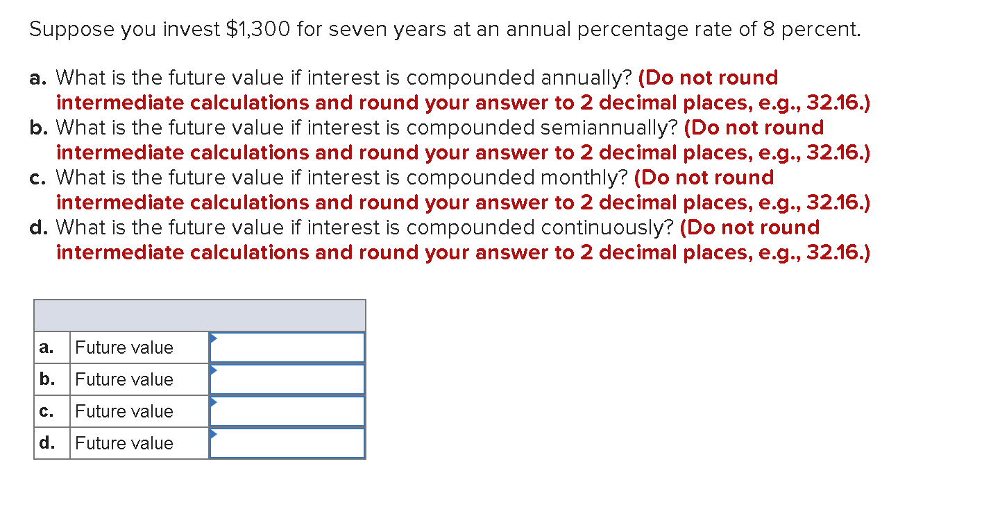 Suppose you invest $1,300 for seven years at an annual percentage rate of 8 percent.
a. What is the future value if interest is compounded annually? (Do not round
intermediate calculations and round your answer to 2 decimal places, e.g., 32.16.)
b. What is the future value if interest is compounded semiannually? (Do not round
intermediate calculations and round your answer to 2 decimal places, e.g., 32.16.)
c. What is the future value if interest is compounded monthly? (Do not round
intermediate calculations and round your answer to 2 decimal places, e.g., 32.16.)
d. What is the future value if interest is compounded continuously? (Do not round
intermediate calculations and round your answer to 2 decimal places, e.g., 32.16.)
a. Future value
b. Future value
c. Future value
d. Future value